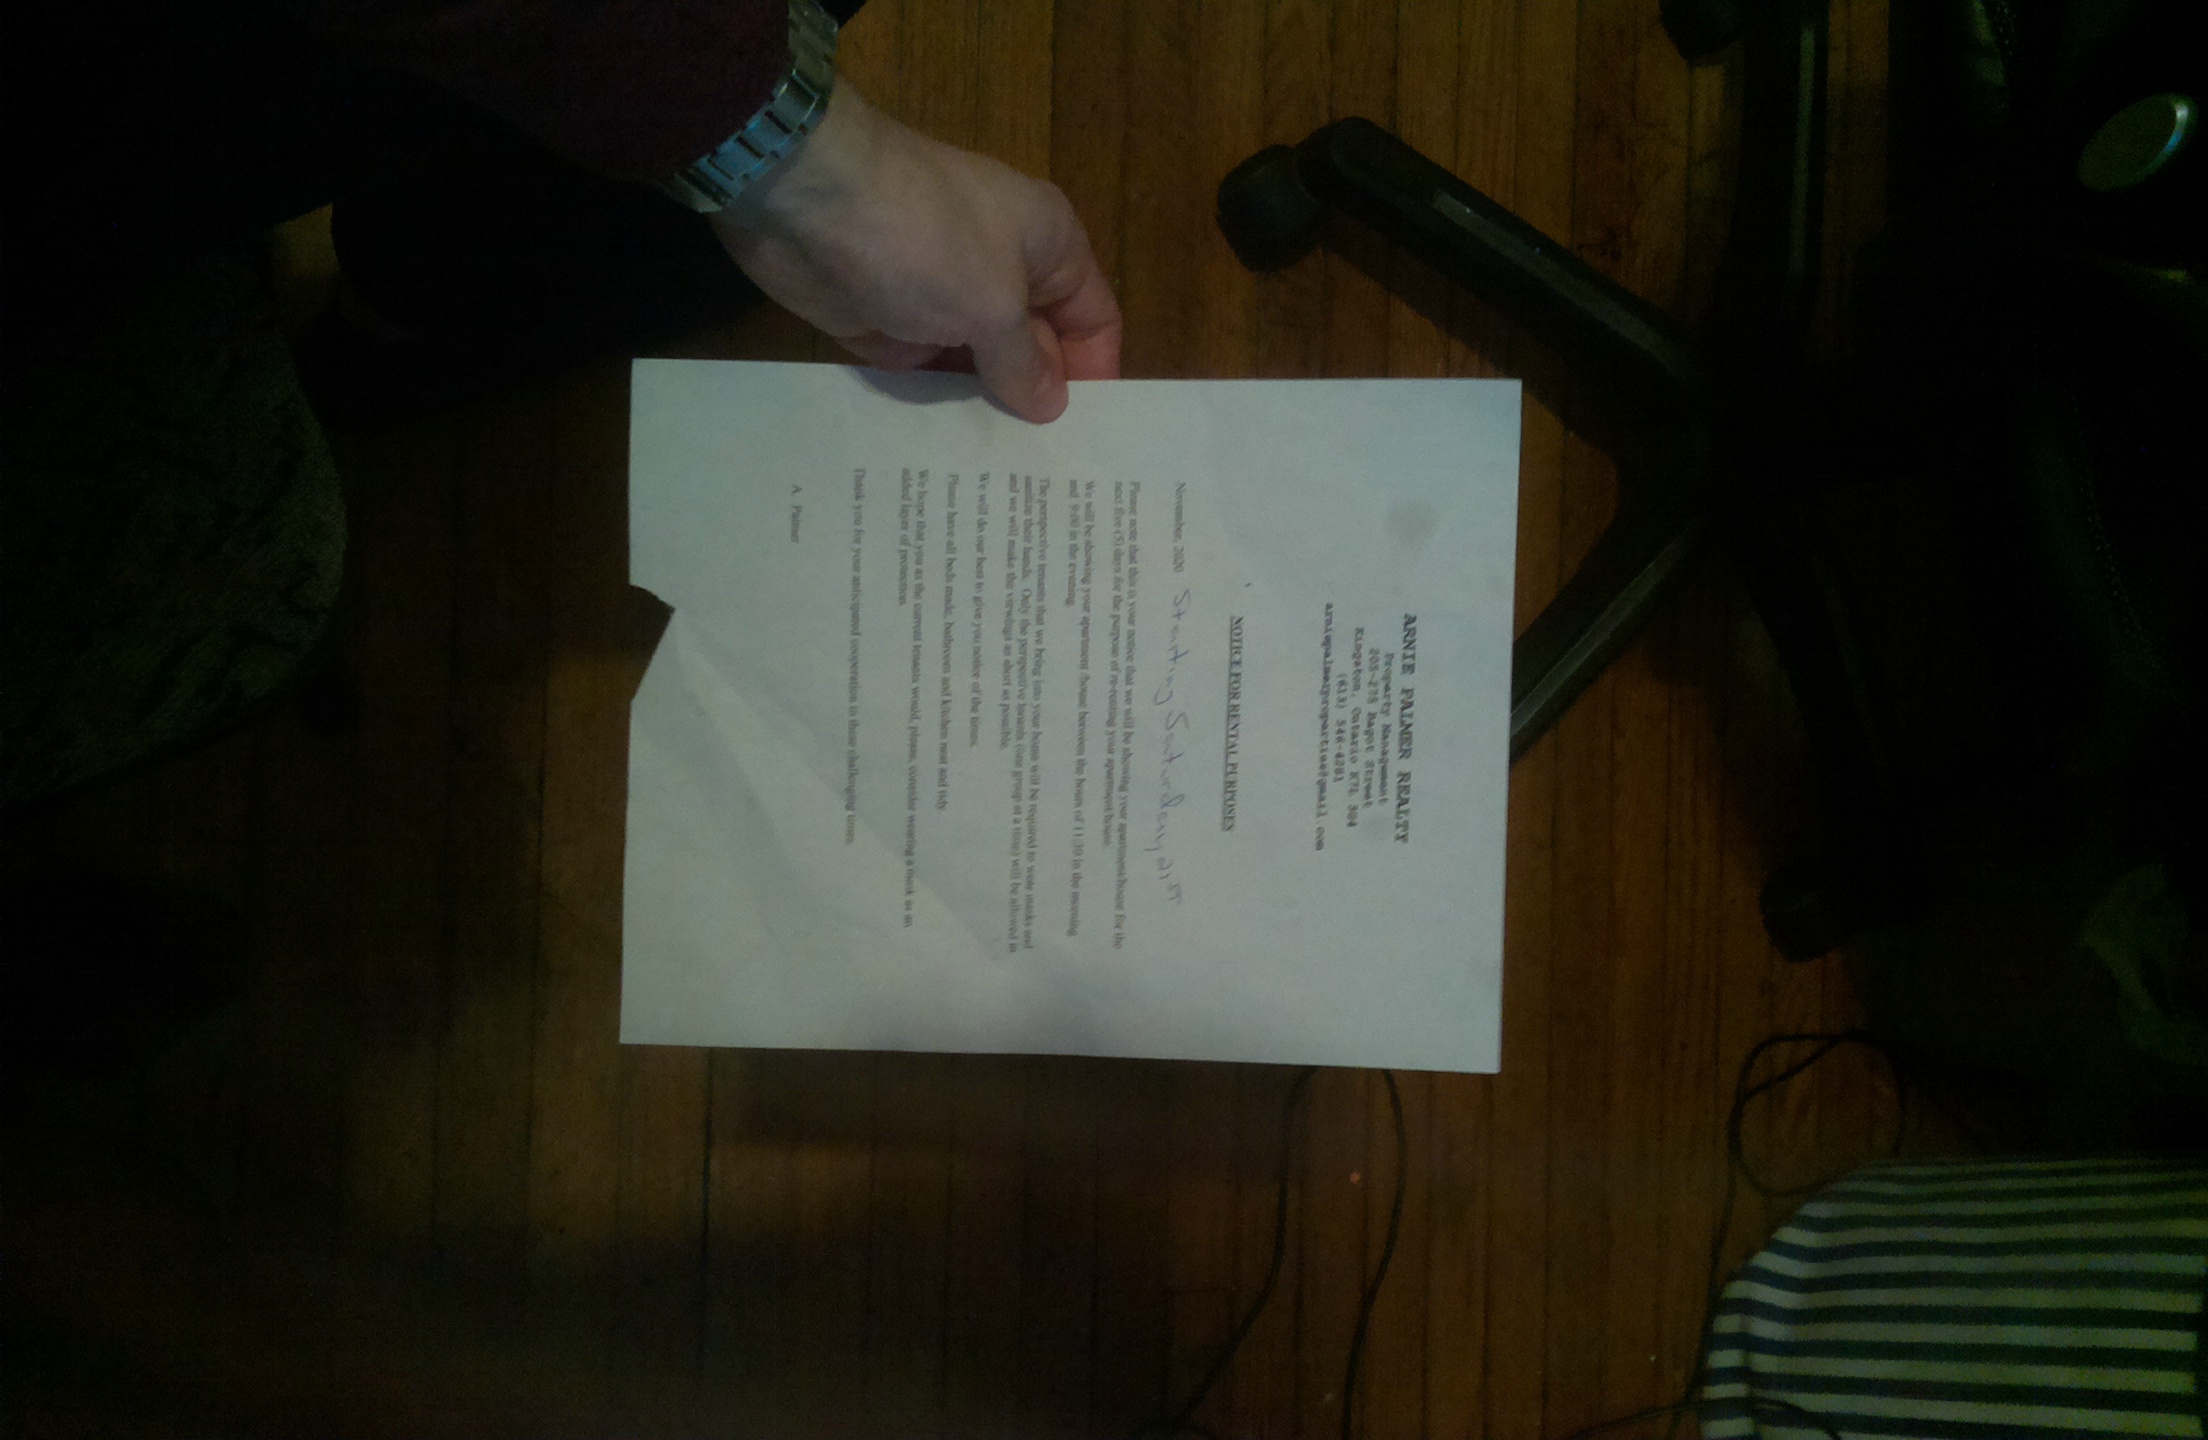 ARNIE PALMER REALTY
Property Management
205-275 Bagot Street
Kingston, Ontario K7L 3G4
(613) 546-4281
arniepalmerproperties@gmail.com
NOTICE FOR RENTAL PURPOSES
November, 2020 Starting Saturday 21ST
Please note that this is your notice that we will be showing your apartment/house for the
next five (5) days for the purpose of re-renting your apartment/house.
We will be showing your apartment /house between the hours of 11:30 in the morning
and 9:00 in the evening.
The perspective tenants that we bring into your home will be required to wear masks and
sanitize their hands. Only the perspective tenants (one group at a time) will be allowed in
and we will make the viewings as short as possible.
We will do our best to give you notice of the times.
Please have all beds made, bathroom and kitchen neat and tidy.
We hope that you as the current tenants would, please, consider wearing a mask as an
added layer of protection.
Thank you for your anticipated cooperation in these challenging times.
A. Palmer